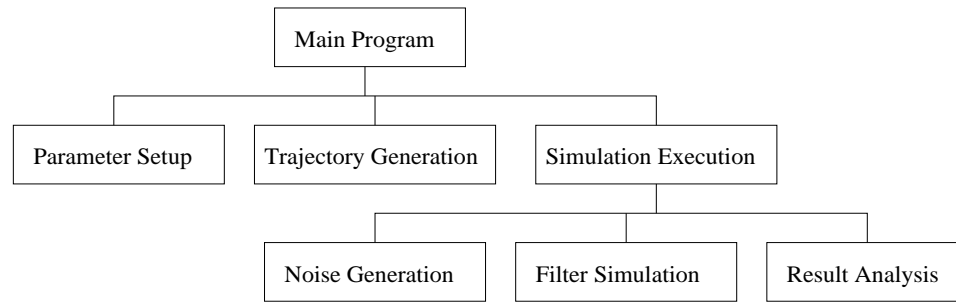 Main Program
Parameter Setup
Trajectory Generation
Simulation Execution
Noise Generation
Filter Simulation
Result Analysis